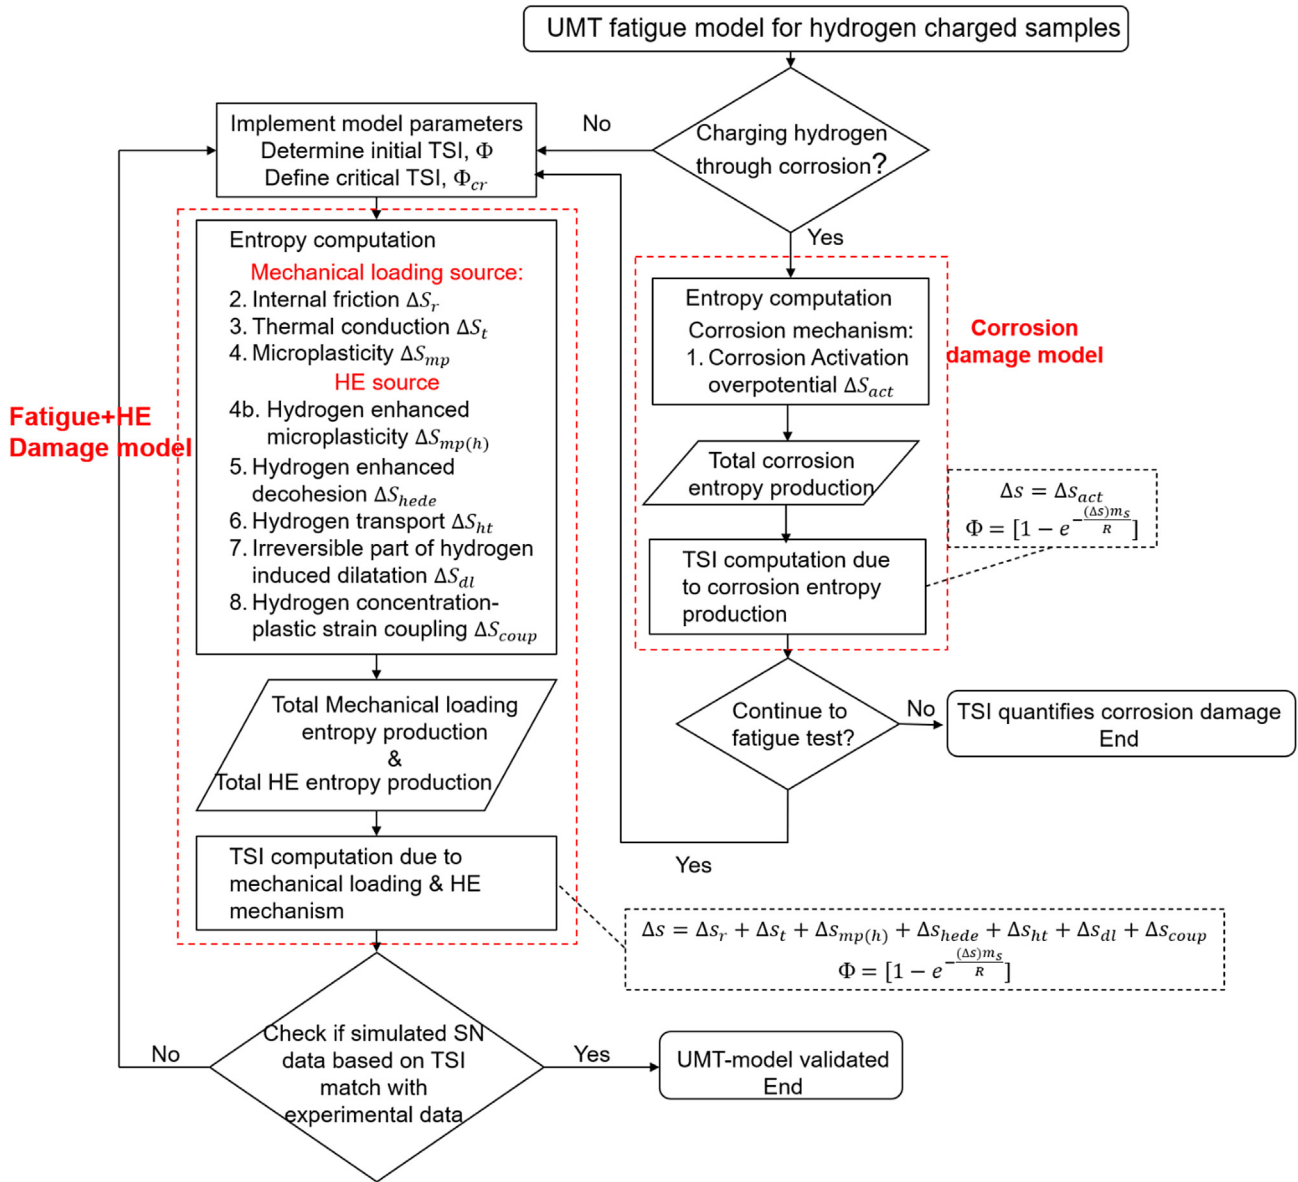 UMT fatigue model for hydrogen charged samples
Charging hydrogen
through corrosion?
No
Yes
Implement model parameters
Determine initial TSI, Φ
Define critical TSI, Φ_cr
Entropy computation
Mechanical loading source:
2. Internal friction ΔS_r
3. Thermal conduction ΔS_t
4. Microplasticity ΔS_mp
HE source
4b. Hydrogen enhanced
microplasticity ΔS_mp(h)
5. Hydrogen enhanced
decohesion ΔS_hede
6. Hydrogen transport ΔS_ht
7. Irreversible part of hydrogen
induced dilatation ΔS_dl
8. Hydrogen concentration-
plastic strain coupling ΔS_coup
Fatigue+HE
Damage model
Total Mechanical loading
entropy production
&
Total HE entropy production
TSI computation due to
mechanical loading & HE
mechanism
Check if simulated SN
data based on TSI
match with
experimental data
No
Yes
UMT-model validated
End
Entropy computation
Corrosion mechanism:
1. Corrosion Activation
overpotential ΔS_act
Corrosion
damage model
Total corrosion
entropy production
TSI computation due
to corrosion entropy
production
Δs = Δs_act
Φ = [1 − e^(−(Δs)m_s/R)]
Continue to
fatigue test?
No
Yes
TSI quantifies corrosion damage
End
Δs = Δs_r + Δs_t + Δs_mp(h) + Δs_hede + Δs_ht + Δs_dl + Δs_coup
Φ = [1 − e^(−(Δs)m_s/R)]